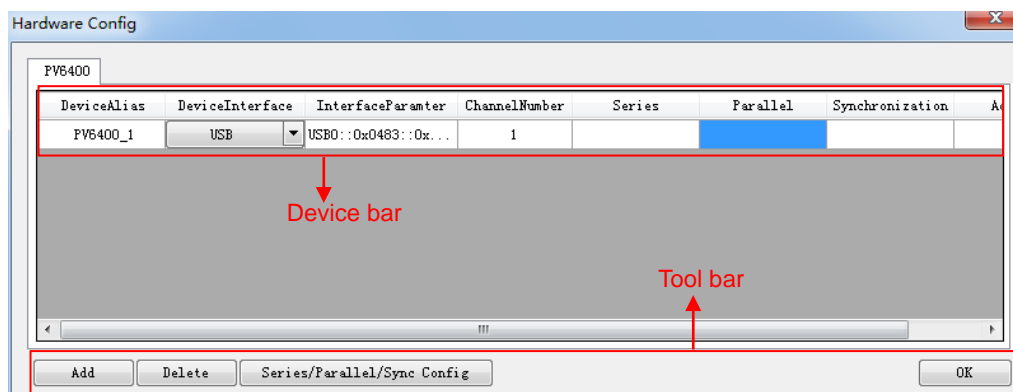 Hardware Config
PV6400
DeviceAlias DeviceInterface InterfaceParamter ChannelNumber Series Parallel Synchronization
PV6400_1 USB USB0::0x0483::0x... 1
Device bar
Tool bar
Add Delete Series/Parallel/Sync Config OK